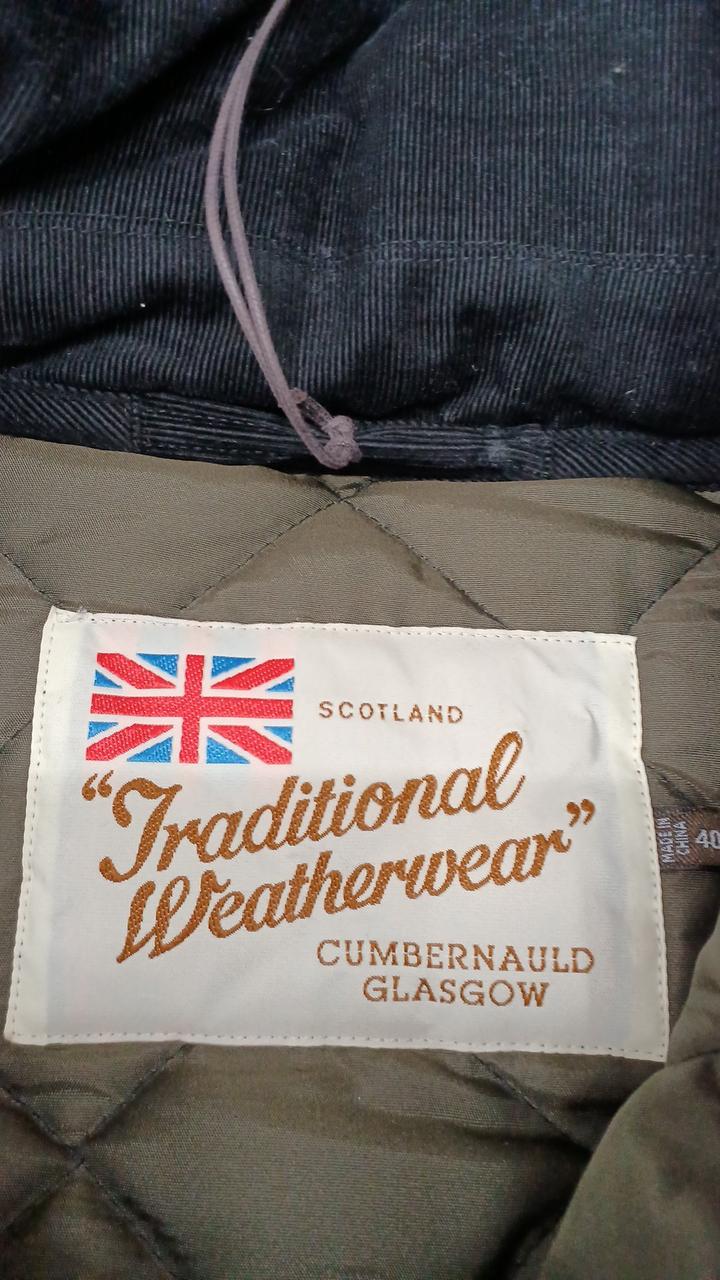 SCOTLAND
“Traditional
Weatherwear”
CUMBERNAULD
GLASGOW
MADE IN
CHINA
40